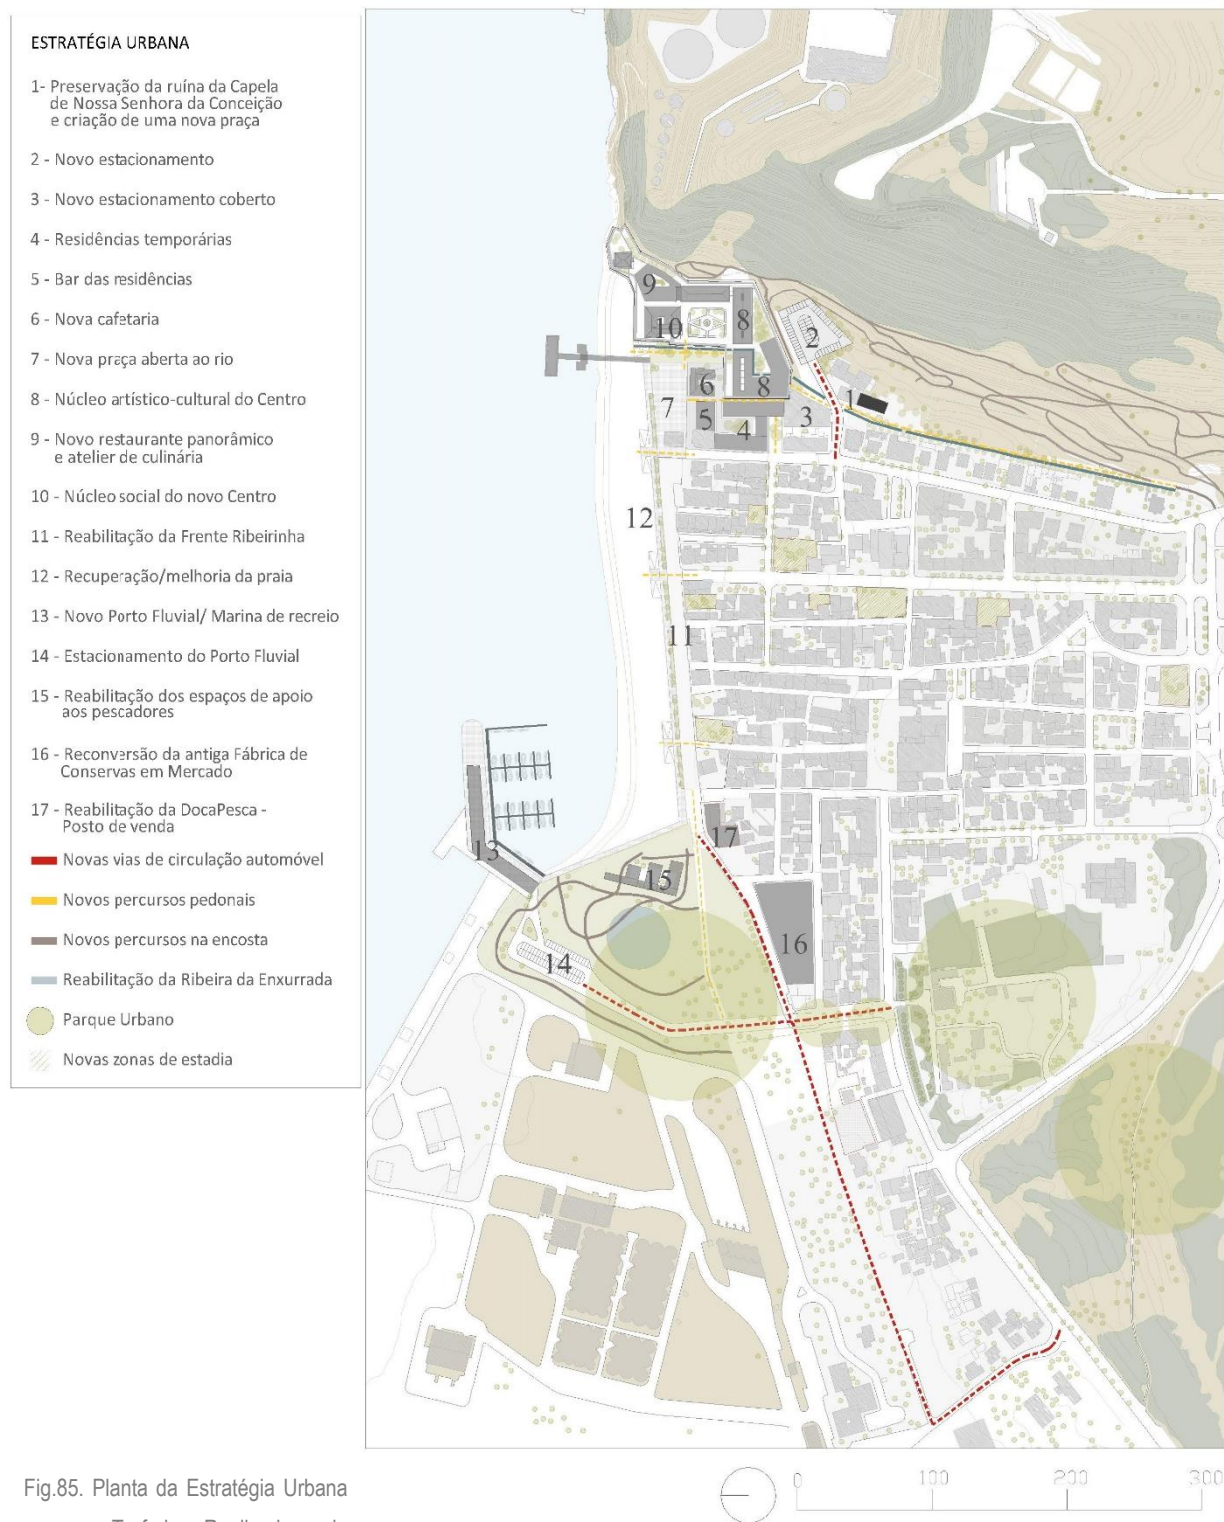 ESTRATÉGIA URBANA
1- Preservação da ruína da Capela
de Nossa Senhora da Conceição
e criação de uma nova praça
2 - Novo estacionamento
3 - Novo estacionamento coberto
4 - Residências temporárias
5 - Bar das residências
6 - Nova cafetaria
7 - Nova praça aberta ao rio
8 - Núcleo artístico-cultural do Centro
9 - Novo restaurante panorâmico
e atelier de culinária
10 - Núcleo social do novo Centro
11 - Reabilitação da Frente Ribeirinha
12 - Recuperação/melhoria da praia
13 - Novo Porto Fluvial/ Marina de recreio
14 - Estacionamento do Porto Fluvial
15 - Reabilitação dos espaços de apoio
aos pescadores
16 - Reconversão da antiga Fábrica de
Conservas em Mercado
17 - Reabilitação da DocaPesca -
Posto de venda
Novas vias de circulação automóvel
Novos percursos pedonais
Novos percursos na encosta
Reabilitação da Ribeira da Enxurrada
Parque Urbano
Novas zonas de estadia
9
10
8
2
6
8
1
7
5
4
3
12
11
17
13
15
16
14
Fig.85. Planta da Estratégia Urbana
0
100
200
300